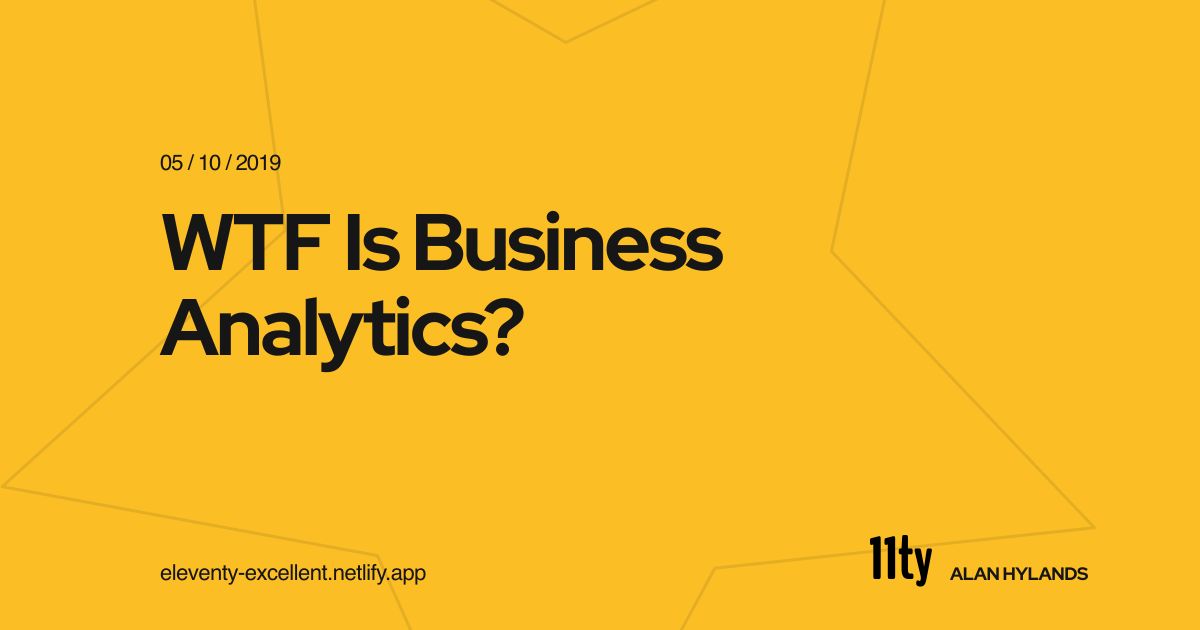 05 / 10 / 2019
WTF Is Business
Analytics?
eleventy-excellent.netlify.app
11ty ALAN HYLANDS